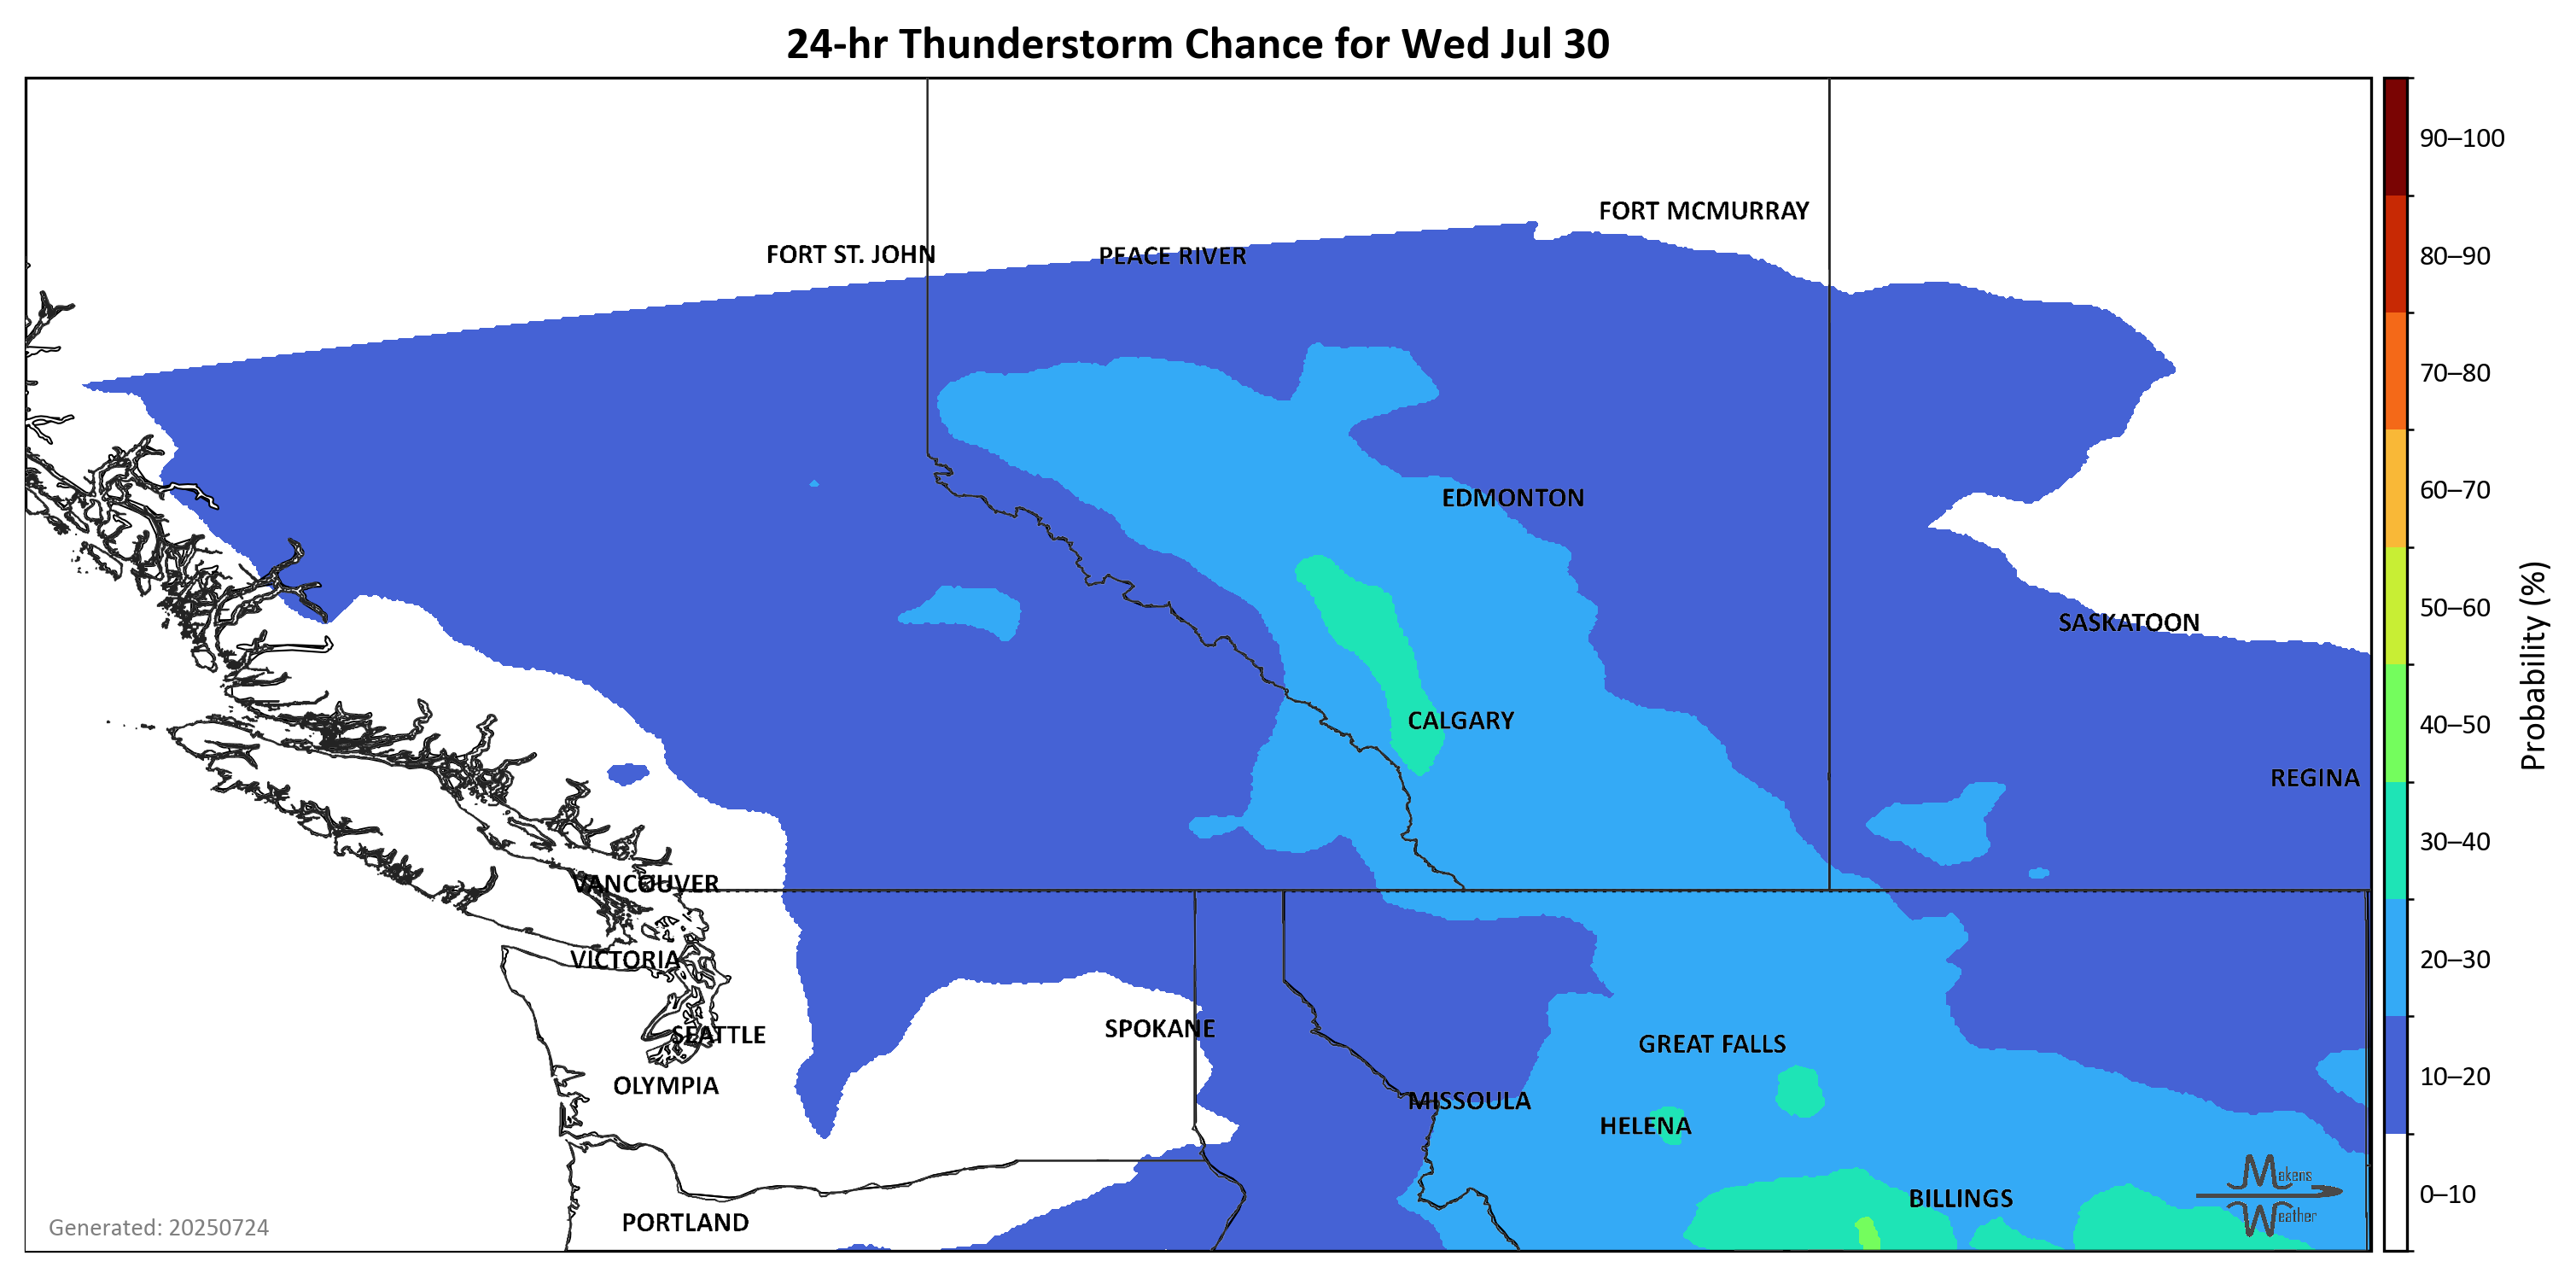 24-hr Thunderstorm Chance for Wed Jul 30
90–100
FORT MCMURRAY
FORT ST. JOHN
PEACE RIVER
80–90
70–80
EDMONTON
60–70
50–60
SASKATOON
Probability (%)
CALGARY
40–50
REGINA
30–40
VANCOUVER
VICTORIA
20–30
SEATTLE
SPOKANE
GREAT FALLS
OLYMPIA
MISSOULA
HELENA
10–20
Makens
Weather
BILLINGS
0–10
PORTLAND
Generated: 20250724